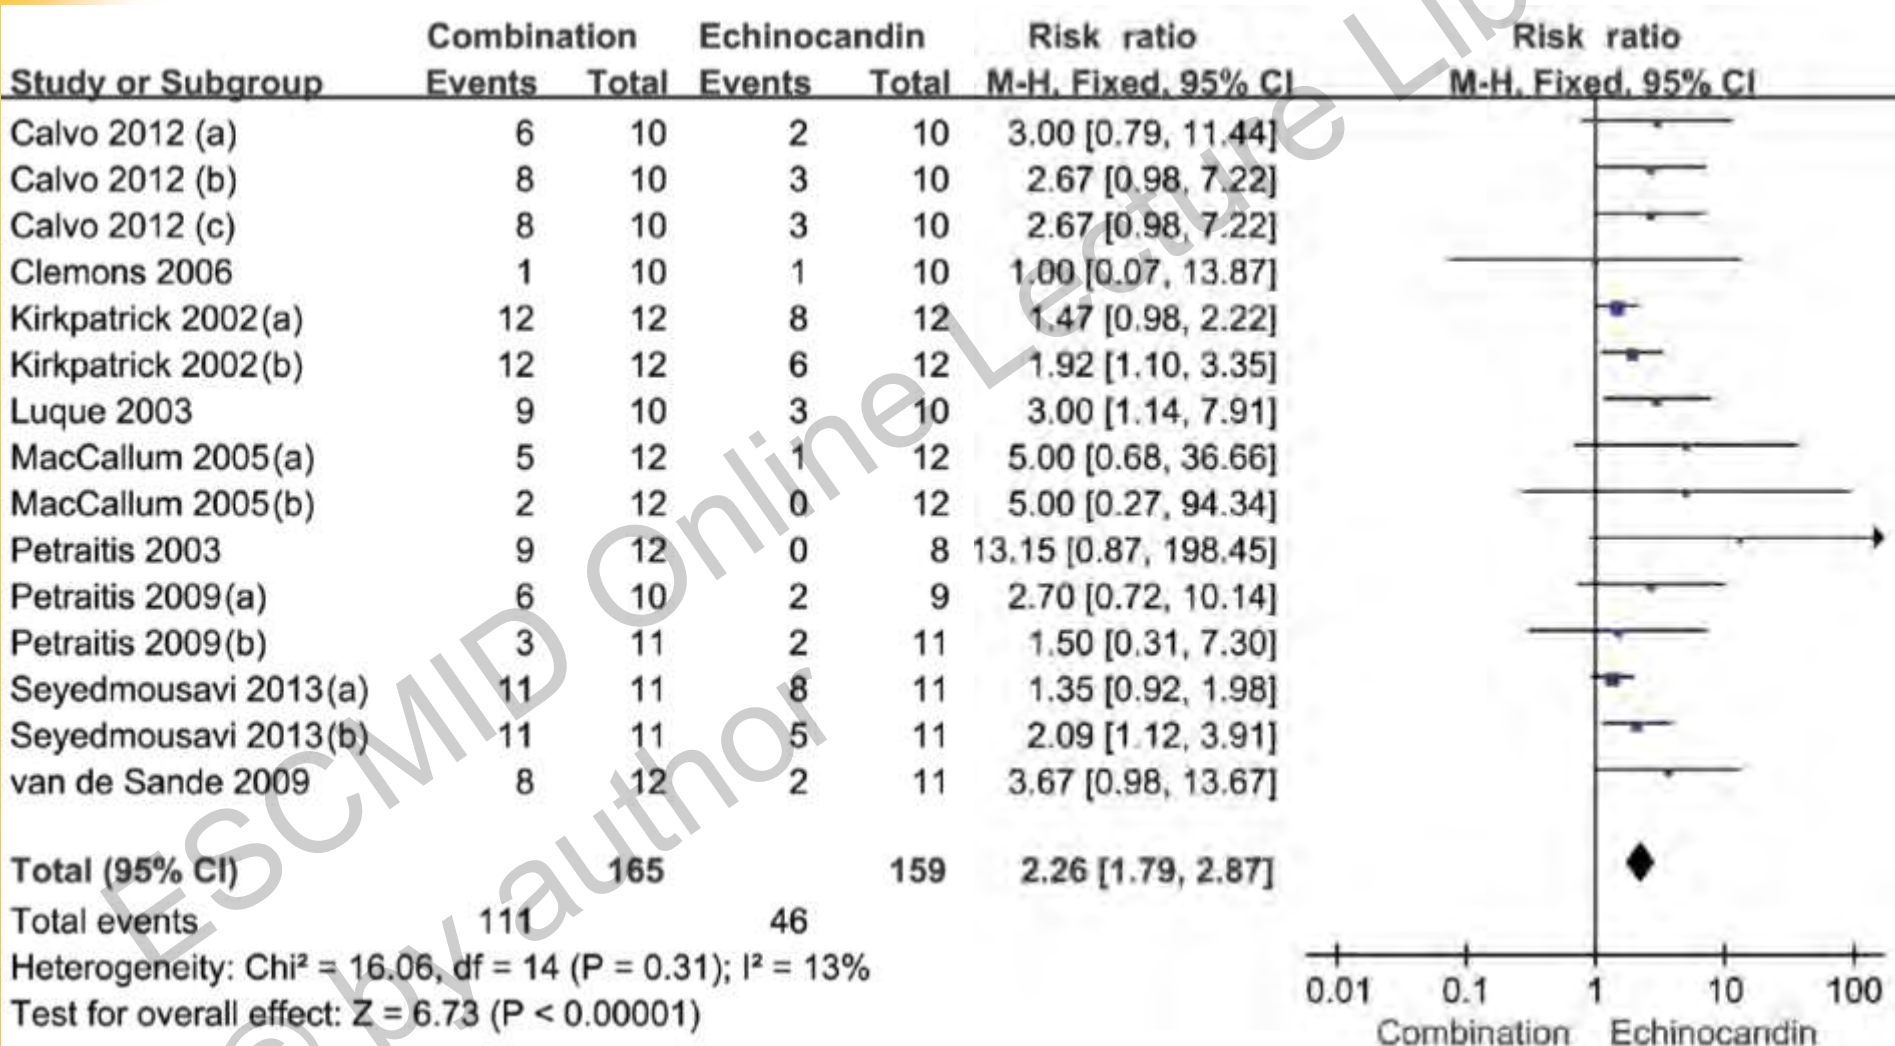 Combination Echinocandin Risk ratio Risk ratio
Study or Subgroup Events Total Events Total M-H, Fixed, 95% CI M-H, Fixed, 95% CI
Calvo 2012 (a) 6 10 2 10 3.00 [0.79, 11.44]
Calvo 2012 (b) 8 10 3 10 2.67 [0.98, 7.22]
Calvo 2012 (c) 8 10 3 10 2.67 [0.98, 7.22]
Clemons 2006 1 10 1 10 1.00 [0.07, 13.87]
Kirkpatrick 2002(a) 12 12 8 12 1.47 [0.98, 2.22]
Kirkpatrick 2002(b) 12 12 6 12 1.92 [1.10, 3.35]
Luque 2003 9 10 3 10 3.00 [1.14, 7.91]
MacCallum 2005(a) 5 12 1 12 5.00 [0.68, 36.66]
MacCallum 2005(b) 2 12 0 12 5.00 [0.27, 94.34]
Petraitis 2003 9 12 0 8 13.15 [0.87, 198.45]
Petraitis 2009(a) 6 10 2 9 2.70 [0.72, 10.14]
Petraitis 2009(b) 3 11 2 11 1.50 [0.31, 7.30]
Seyedmousavi 2013(a) 11 11 8 11 1.35 [0.92, 1.98]
Seyedmousavi 2013(b) 11 11 5 11 2.09 [1.12, 3.91]
van de Sande 2009 8 12 2 11 3.67 [0.98, 13.67]
Total (95% CI) 165 159 2.26 [1.79, 2.87]
Total events 111 46
Heterogeneity: Chi² = 16.06, df = 14 (P = 0.31); I² = 13%
Test for overall effect: Z = 6.73 (P < 0.00001)
0.01 0.1 1 10 100
Combination Echinocandin
ESCMID Online Lecture Lib
© by author